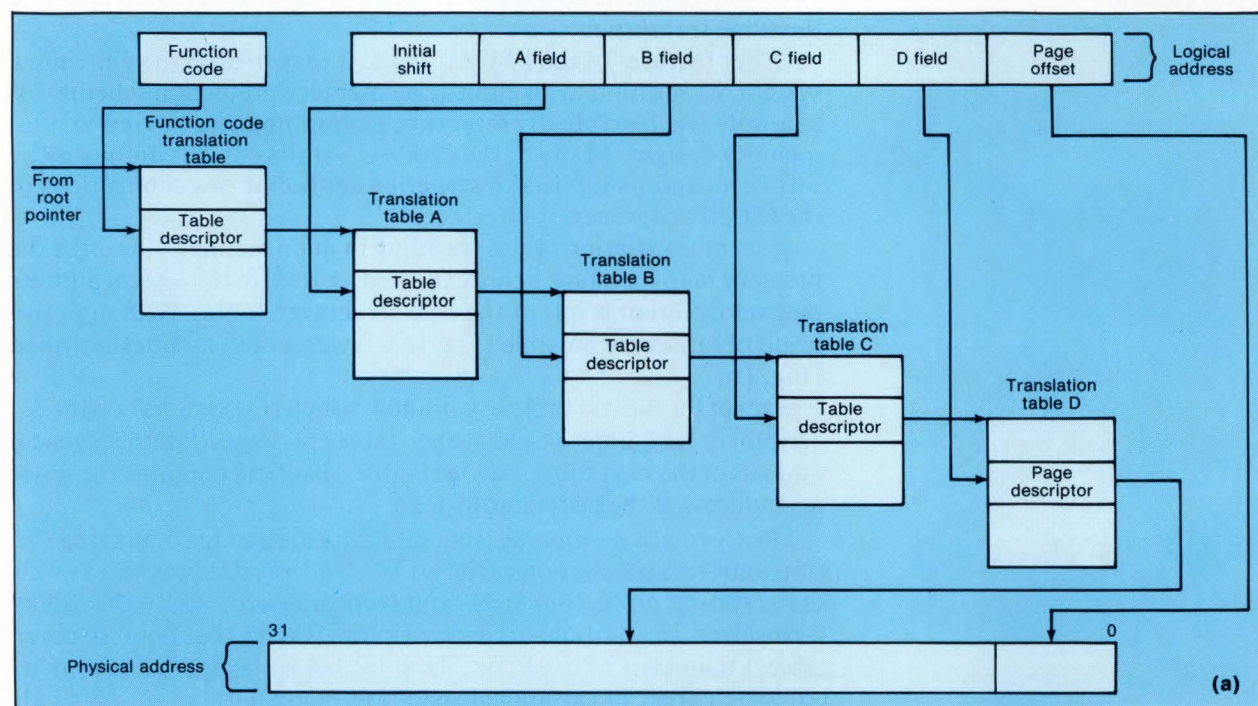 Function
code
Initial
shift
A field
B field
C field
D field
Page
offset
Logical
address
Function code
translation
table
From
root
pointer
Table
descriptor
Translation
table A
Table
descriptor
Translation
table B
Table
descriptor
Translation
table C
Table
descriptor
Translation
table D
Page
descriptor
31
0
Physical address
(a)